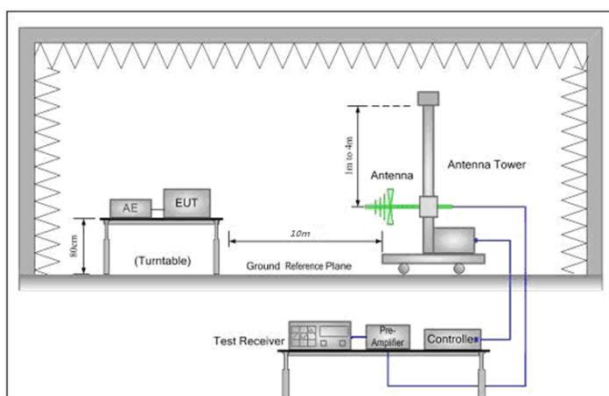 1m to 4m
Antenna
Antenna Tower
AE
EUT
80cm
(Turntable)
10m
Ground Reference Plane
Test Receiver
Pre-
Amplifier
Controller